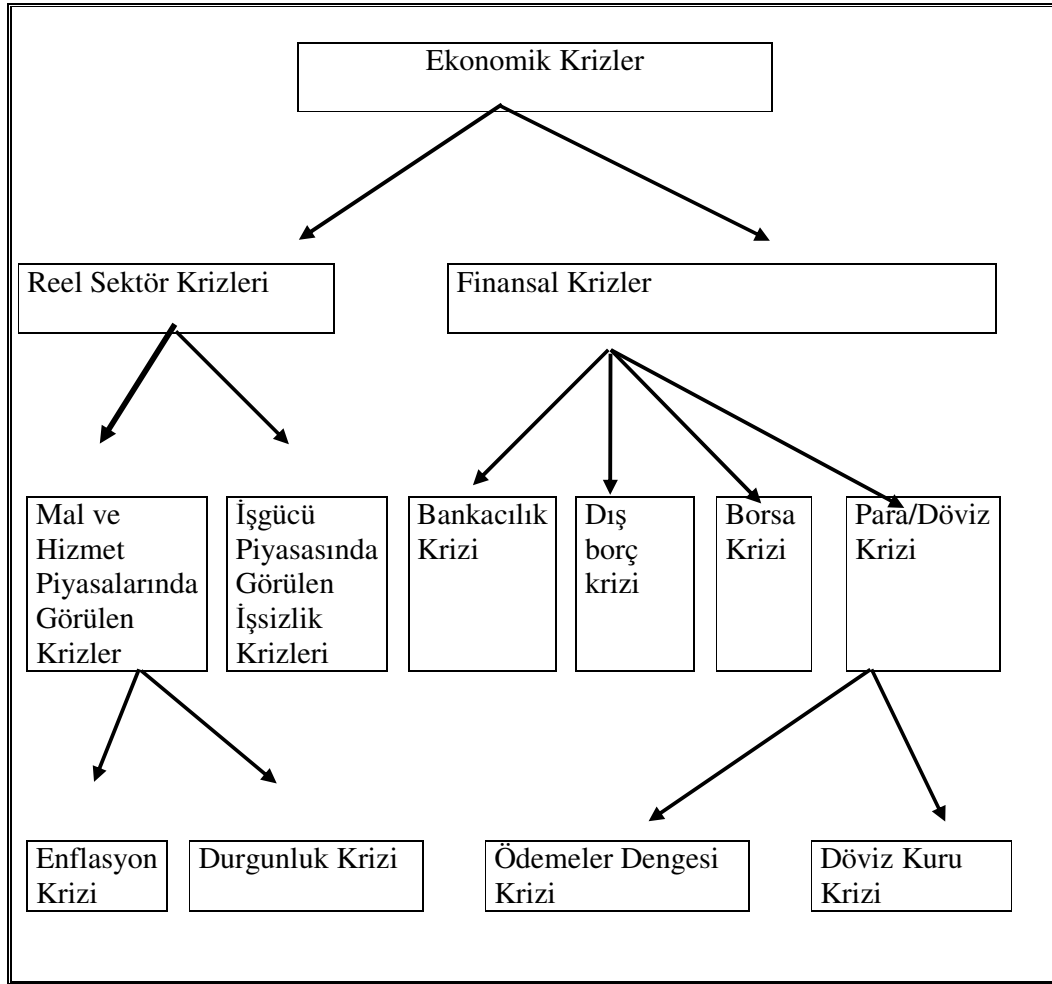 Ekonomik Krizler
Reel Sektör Krizleri
Finansal Krizler
Mal ve
Hizmet
Piyasalarında
Görülen
Krizler
İşgücü
Piyasasında
Görülen
İşsizlik
Krizleri
Bankacılık
Krizi
Dış
borç
krizi
Borsa
Krizi
Para/Döviz
Krizi
Enflasyon
Krizi
Durgunluk Krizi
Ödemeler Dengesi
Krizi
Döviz Kuru
Krizi